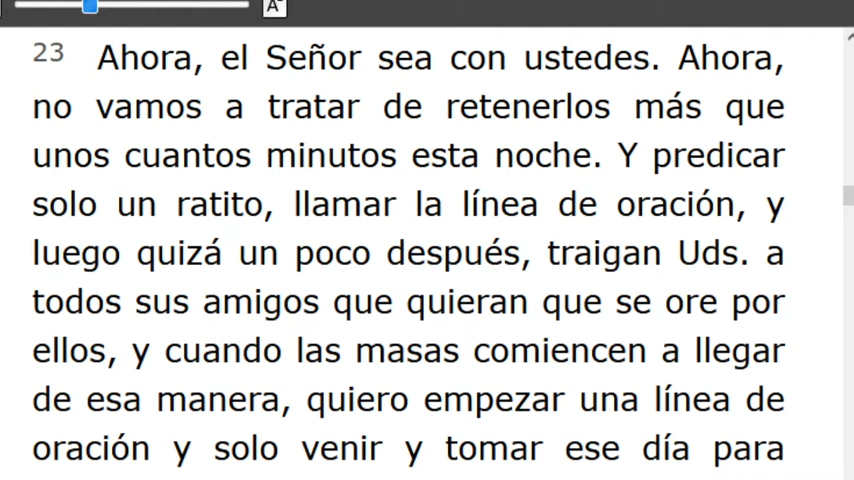 A
23 Ahora, el Señor sea con ustedes. Ahora,
no vamos a tratar de retenerlos más que
unos cuantos minutos esta noche. Y predicar
solo un ratito, llamar la línea de oración, y
luego quizá un poco después, traigan Uds. a
todos sus amigos que quieran que se ore por
ellos, y cuando las masas comiencen a llegar
de esa manera, quiero empezar una línea de
oración y solo venir y tomar ese día para